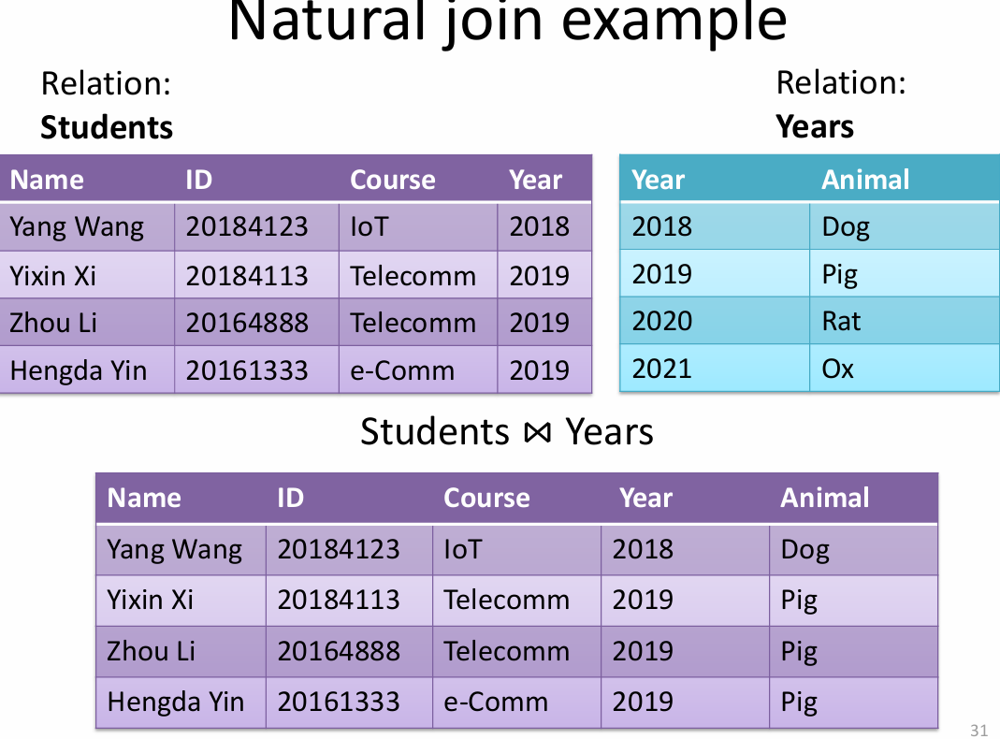 Natural join example
Relation:
Students
Relation:
Years
Name ID Course Year
Yang Wang 20184123 IoT 2018
Yixin Xi 20184113 Telecomm 2019
Zhou Li 20164888 Telecomm 2019
Hengda Yin 20161333 e-Comm 2019
Year Animal
2018 Dog
2019 Pig
2020 Rat
2021 Ox
Students ⋈ Years
Name ID Course Year Animal
Yang Wang 20184123 IoT 2018 Dog
Yixin Xi 20184113 Telecomm 2019 Pig
Zhou Li 20164888 Telecomm 2019 Pig
Hengda Yin 20161333 e-Comm 2019 Pig
31